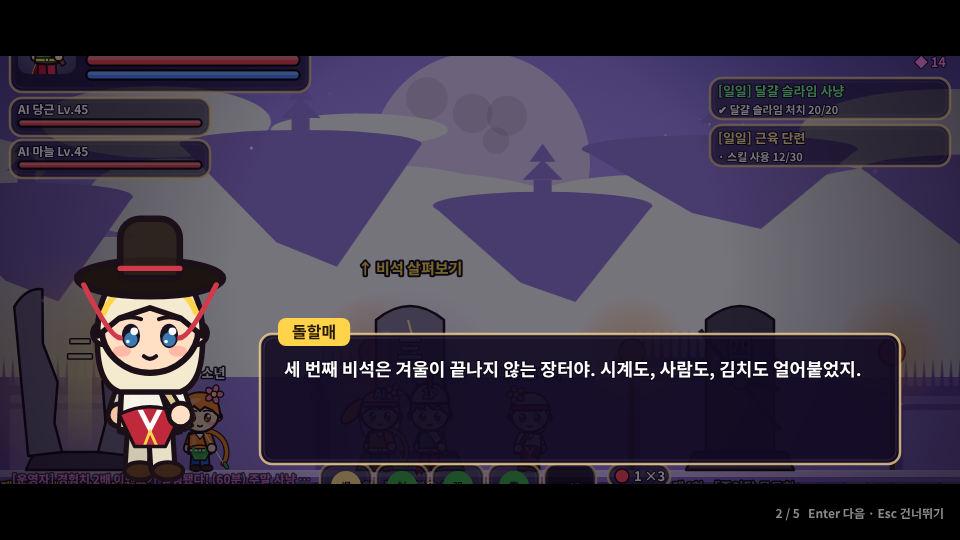 14
AI 당근 Lv.45
AI 마늘 Lv.45
[일일] 달걀 슬라임 사냥
✔ 달걀 슬라임 처치 20/20
[일일] 근육 단련
· 스킬 사용 12/30
↑ 비석 살펴보기
돌할매
세 번째 비석은 겨울이 끝나지 않는 장터야. 시계도, 사람도, 김치도 얼어붙었지.
소년
1 ×3
2 / 5 Enter 다음 · Esc 건너뛰기